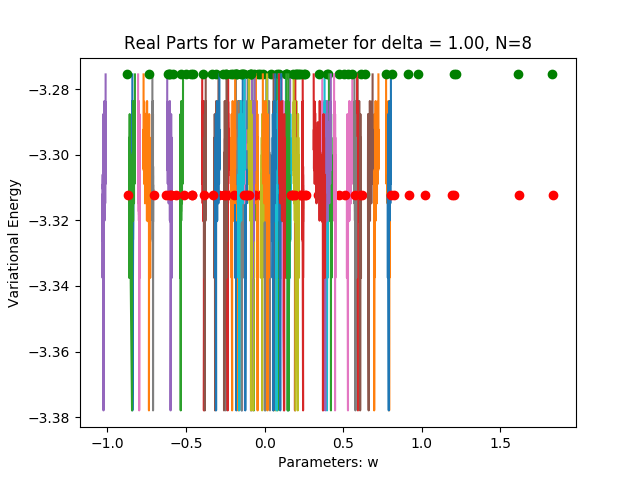 Real Parts for w Parameter for delta = 1.00, N=8
−3.28
−3.30
−3.32
−3.34
−3.36
−3.38
Variational Energy
−1.0 −0.5 0.0 0.5 1.0 1.5
Parameters: w